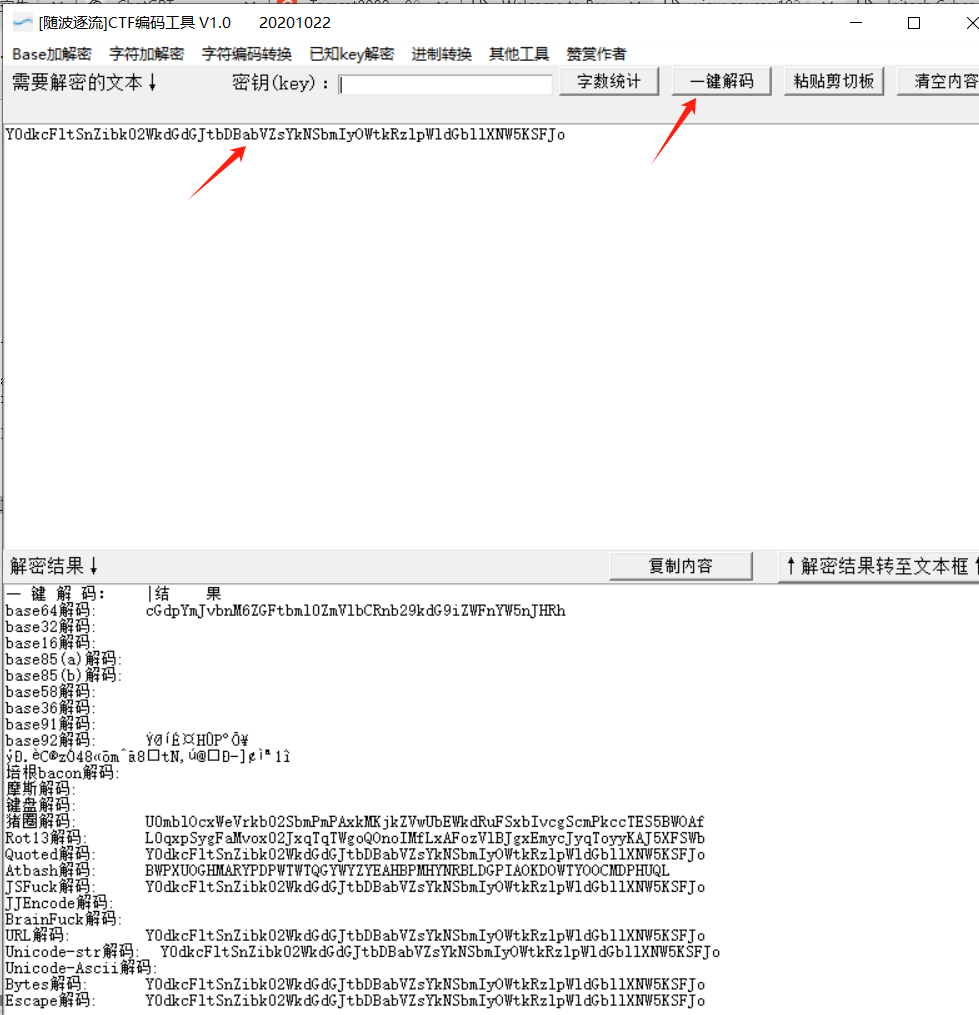 [随波逐流]CTF编码工具 V1.0 20201022
Base加解密 字符加解密 字符编码转换 已知key解密 进制转换 其他工具 赞赏作者
需要解密的文本↓ 密钥(key)： 字数统计 一键解码 粘贴剪切板 清空内容
Y0dkcFltSnZibk02WkdGdGJtbDBabVZsYkNSbmIyOWtkRzlpWldGbllXNW5KSFJo
解密结果↓ 复制内容 ↑解密结果转至文本框↑
一 键 解 码: |结 果
base64解码: cGdpYmJvbnM6ZGFtbml0ZmVlbCRnb29kdG9iZWFnYW5nJHRh
base32解码:
base16解码:
base85(a)解码:
base85(b)解码:
base58解码:
base36解码:
base91解码:
base92解码:
培根bacon解码:
摩斯解码:
键盘解码:
猪圈解码: U0mblOcxWeVrkb02SbmPmPAxkMKjkZVwUbEWkdRuFSxbIvcgScmPkccTES5BWOAf
Rot13解码: L0qxpSygFaMvox02JxqTqTWgoQOnoIMfLxAFozVlBJgxEmycJyqToyyKAJ5XFSWb
Quoted解码: Y0dkcFltSnZibk02WkdGdGJtbDBabVZsYkNSbmIyOWtkRzlpWldGbllXNW5KSFJo
Atbash解码: BWPXUOGHMARYPDPWTWTQGYWYZYEAHBPMHYNRBLDGPIAOKDOWTYOOCMDPHUQL
JSFuck解码: Y0dkcFltSnZibk02WkdGdGJtbDBabVZsYkNSbmIyOWtkRzlpWldGbllXNW5KSFJo
JJEncode解码:
BrainFuck解码:
URL解码: Y0dkcFltSnZibk02WkdGdGJtbDBabVZsYkNSbmIyOWtkRzlpWldGbllXNW5KSFJo
Unicode-str解码: Y0dkcFltSnZibk02WkdGdGJtbDBabVZsYkNSbmIyOWtkRzlpWldGbllXNW5KSFJo
Unicode-Ascii解码:
Bytes解码: Y0dkcFltSnZibk02WkdGdGJtbDBabVZsYkNSbmIyOWtkRzlpWldGbllXNW5KSFJo
Escape解码: Y0dkcFltSnZibk02WkdGdGJtbDBabVZsYkNSbmIyOWtkRzlpWldGbllXNW5KSFJo